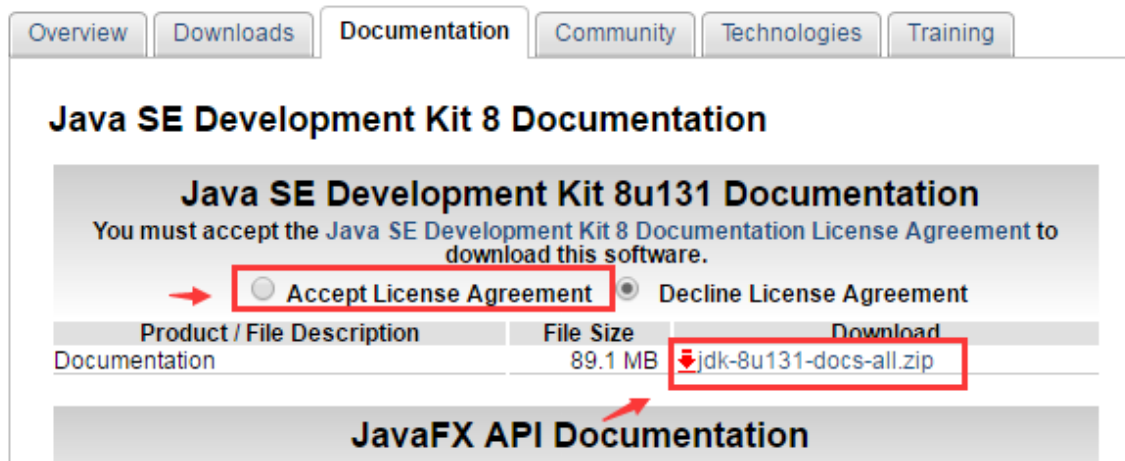 Overview Downloads Documentation Community Technologies Training
Java SE Development Kit 8 Documentation
Java SE Development Kit 8u131 Documentation
You must accept the Java SE Development Kit 8 Documentation License Agreement to
download this software.
Accept License Agreement Decline License Agreement
Product / File Description File Size Download
Documentation 89.1 MB jdk-8u131-docs-all.zip
JavaFX API Documentation